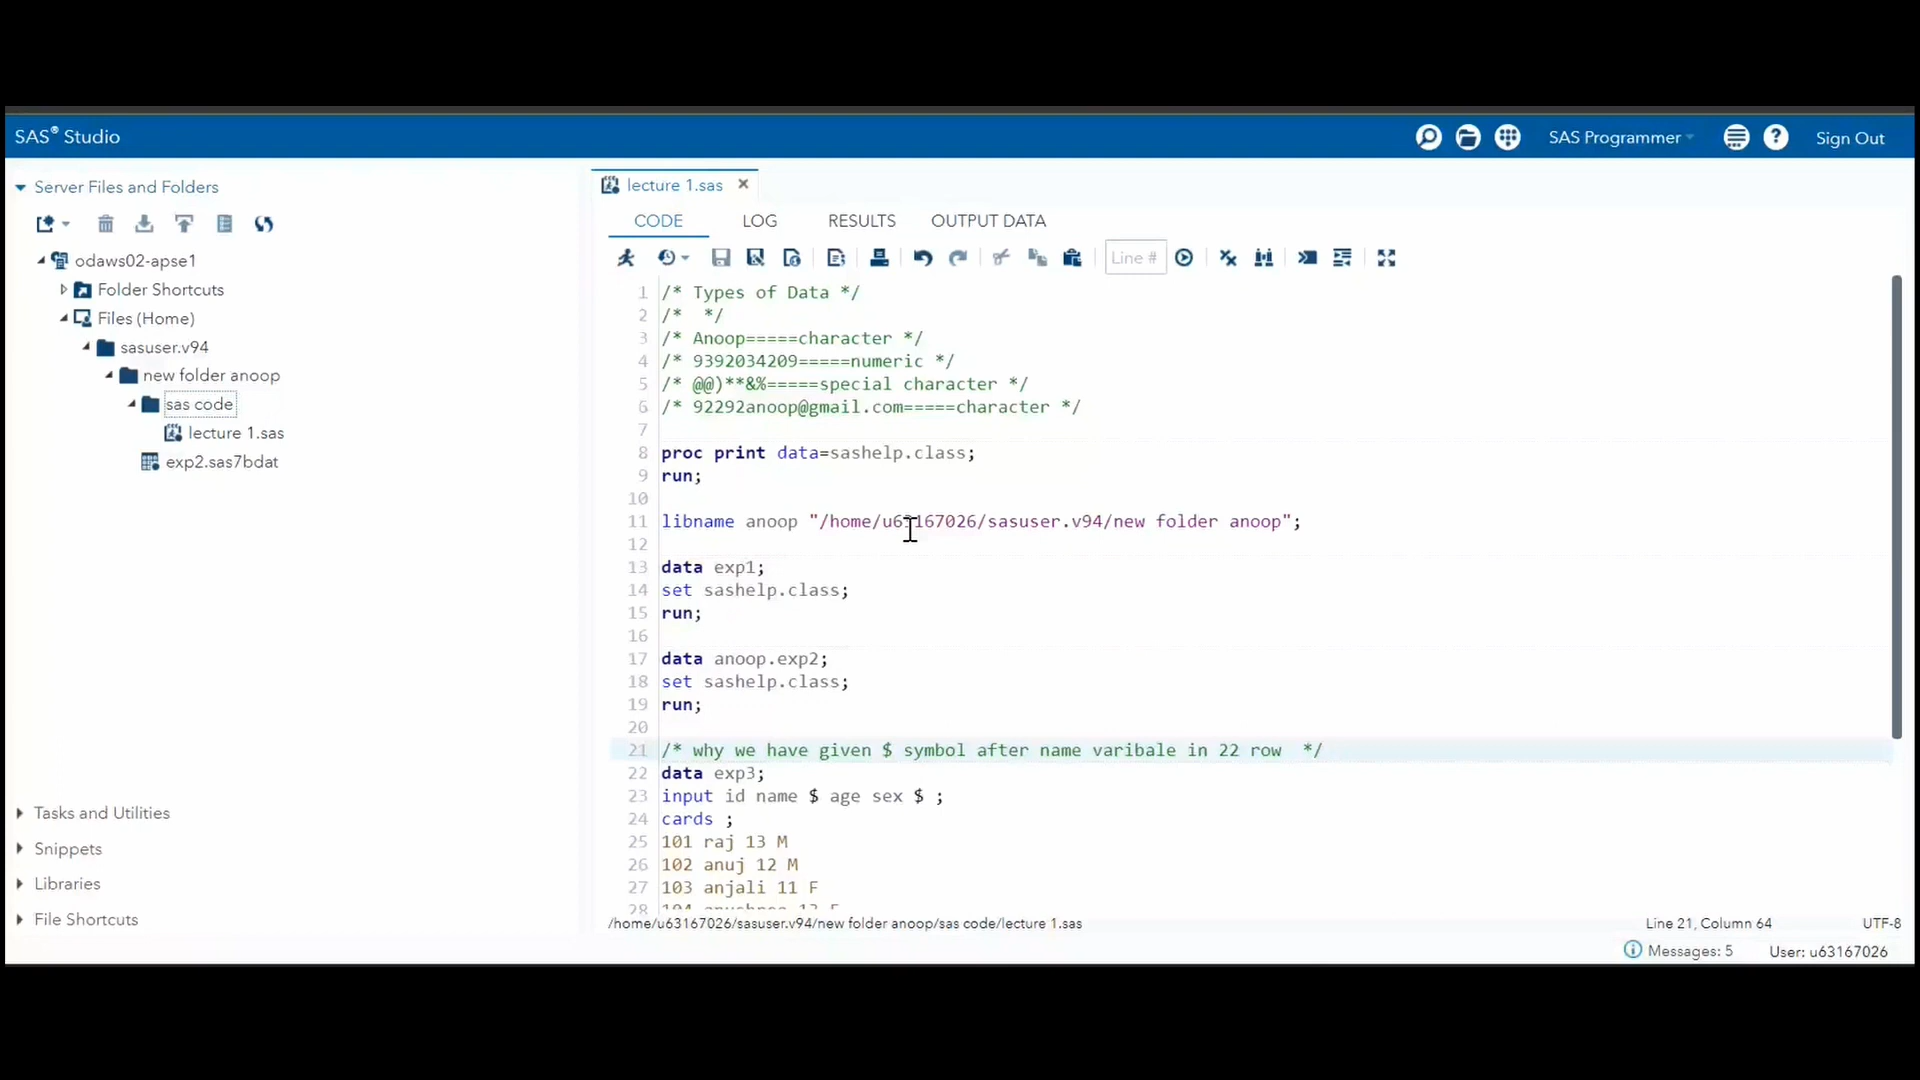 SAS® Studio
SAS Programmer
Sign Out
Server Files and Folders
odaws02-apse1
Folder Shortcuts
Files (Home)
sasuser.v94
new folder anoop
sas code
lecture 1.sas
exp2.sas7bdat
Tasks and Utilities
Snippets
Libraries
File Shortcuts
lecture 1.sas
CODE LOG RESULTS OUTPUT DATA
Line #
1 /* Types of Data */
2 /*  */
3 /* Anoop=====character */
4 /* 9392034209=====numeric */
5 /* @@)**&%=====special character */
6 /* 92292anoop@gmail.com=====character */
7
8 proc print data=sashelp.class;
9 run;
10
11 libname anoop "/home/u63167026/sasuser.v94/new folder anoop";
12
13 data exp1;
14 set sashelp.class;
15 run;
16
17 data anoop.exp2;
18 set sashelp.class;
19 run;
20
21 /* why we have given $ symbol after name varibale in 22 row  */
22 data exp3;
23 input id name $ age sex $ ;
24 cards ;
25 101 raj 13 M
26 102 anuj 12 M
27 103 anjali 11 F
28
/home/u63167026/sasuser.v94/new folder anoop/sas code/lecture 1.sas
Line 21, Column 64
UTF-8
Messages: 5
User: u63167026